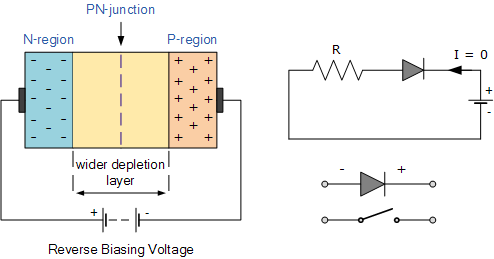 PN-junction
N-region
P-region
wider depletion
layer
+ -
Reverse Biasing Voltage
R
I = 0
+
-
- +